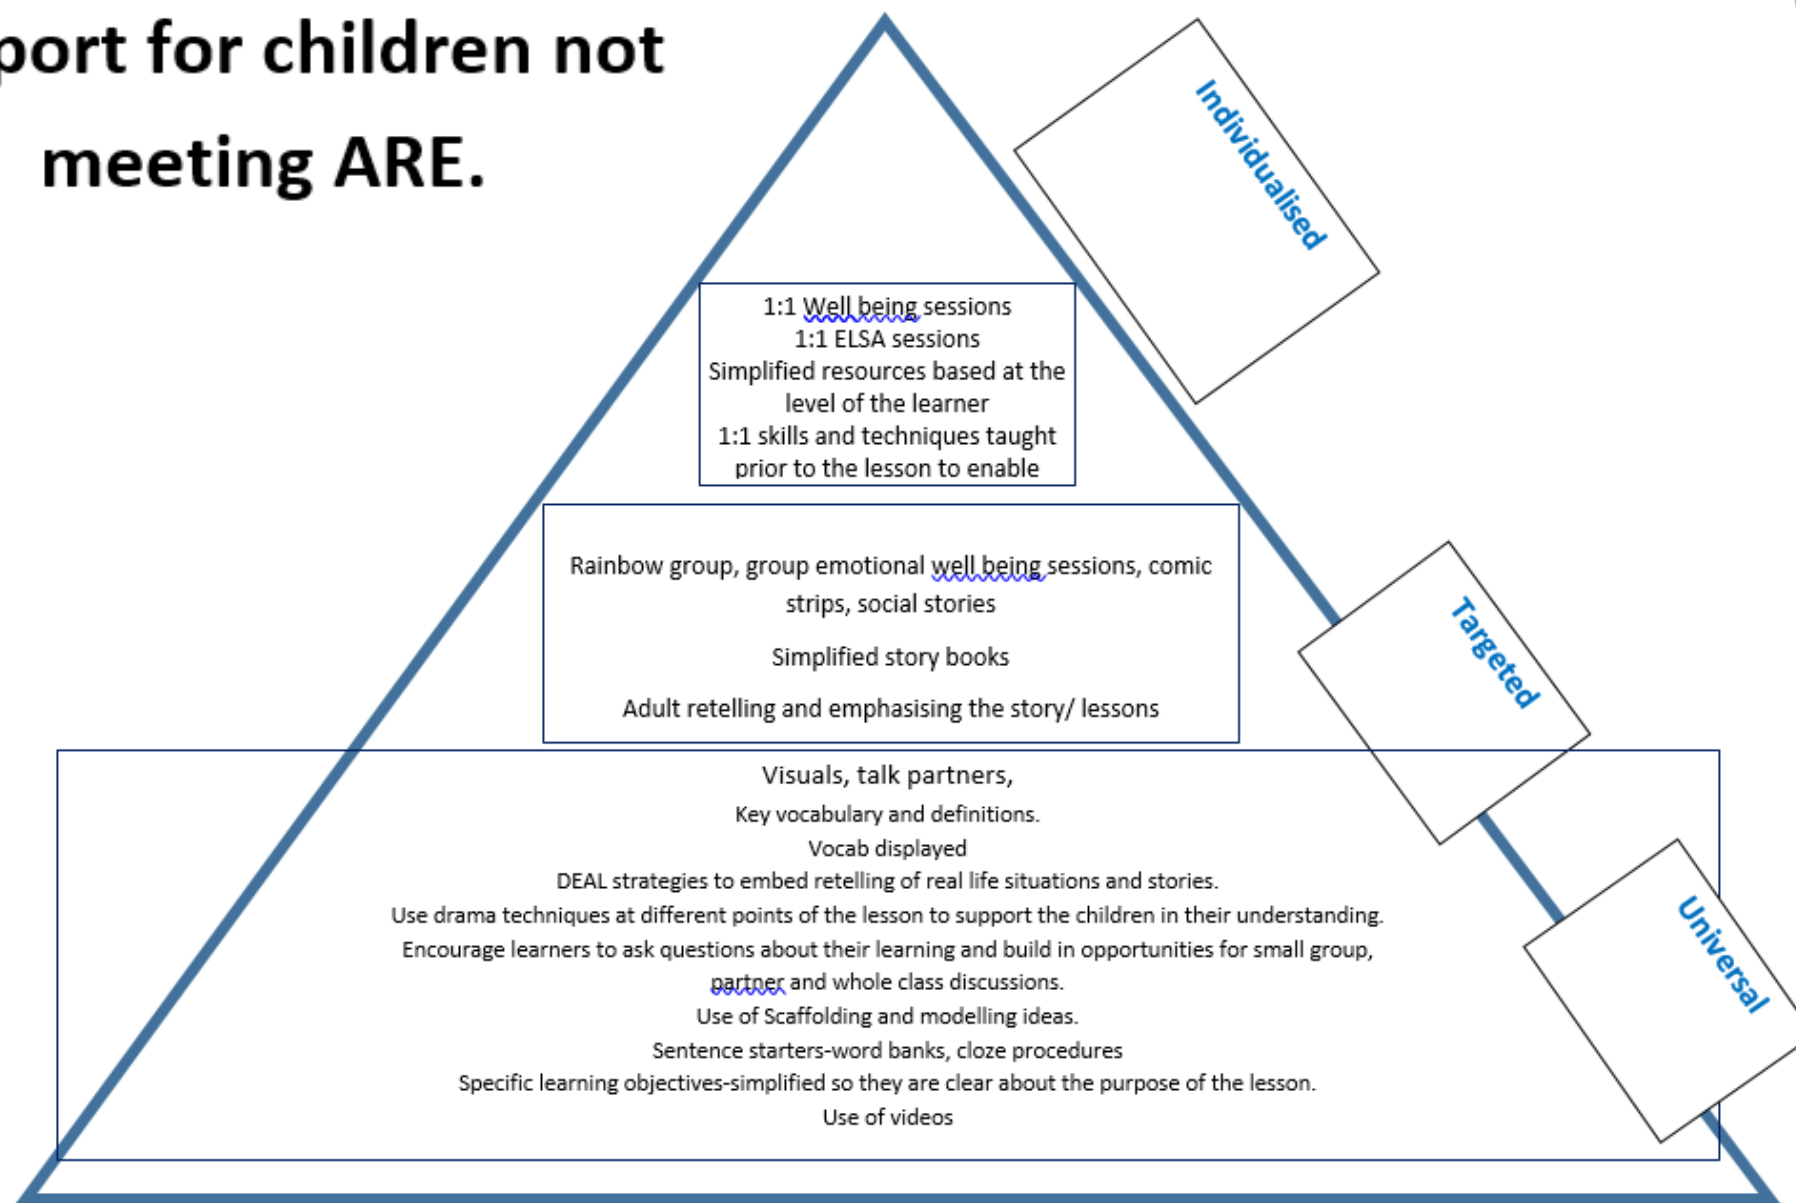 port for children not
meeting ARE.
Individualised
1:1 Well being sessions
1:1 ELSA sessions
Simplified resources based at the
level of the learner
1:1 skills and techniques taught
prior to the lesson to enable
Rainbow group, group emotional well being sessions, comic
strips, social stories
Simplified story books
Adult retelling and emphasising the story/ lessons
Targeted
Visuals, talk partners,
Key vocabulary and definitions.
Vocab displayed
DEAL strategies to embed retelling of real life situations and stories.
Use drama techniques at different points of the lesson to support the children in their understanding.
Encourage learners to ask questions about their learning and build in opportunities for small group,
partner and whole class discussions.
Use of Scaffolding and modelling ideas.
Sentence starters-word banks, cloze procedures
Specific learning objectives-simplified so they are clear about the purpose of the lesson.
Use of videos
Universal